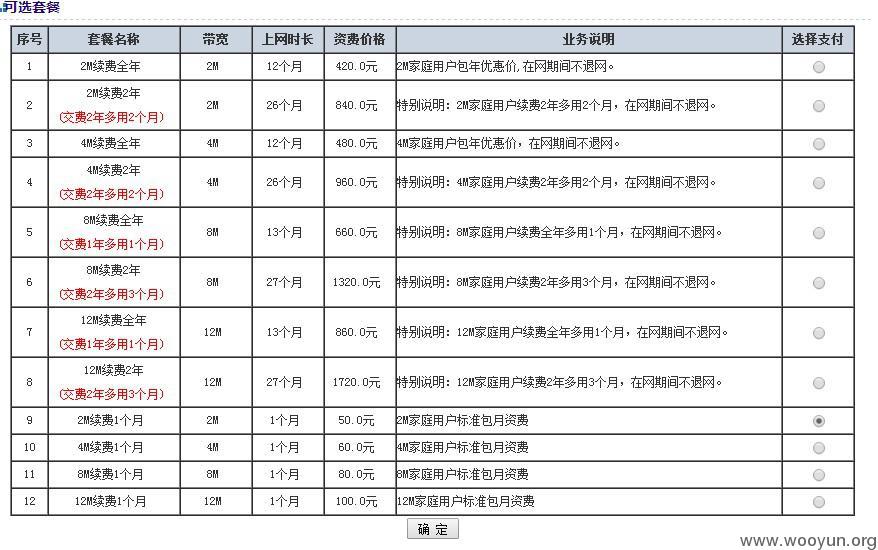 可选套餐
序号 套餐名称 带宽 上网时长 资费价格 业务说明 选择支付
1 2M续费全年 2M 12个月 420.0元 2M家庭用户包年优惠价,在网期间不退网。
2 2M续费2年 2M 26个月 840.0元 特别说明：2M家庭用户续费2年多用2个月，在网期间不退网。
(交费2年多用2个月)
3 4M续费全年 4M 12个月 480.0元 4M家庭用户包年优惠价，在网期间不退网。
4 4M续费2年 4M 26个月 960.0元 特别说明：4M家庭用户续费2年多用2个月，在网期间不退网。
(交费2年多用2个月)
5 8M续费全年 8M 13个月 660.0元 特别说明：8M家庭用户续费全年多用1个月，在网期间不退网。
(交费1年多用1个月)
6 8M续费2年 8M 27个月 1320.0元 特别说明：8M家庭用户续费2年多用3个月，在网期间不退网。
(交费2年多用3个月)
7 12M续费全年 12M 13个月 860.0元 特别说明：12M家庭用户续费全年多用1个月，在网期间不退网。
(交费1年多用1个月)
8 12M续费2年 12M 27个月 1720.0元 特别说明：12M家庭用户续费2年多用3个月，在网期间不退网。
(交费2年多用3个月)
9 2M续费1个月 2M 1个月 50.0元 2M家庭用户标准包月资费
10 4M续费1个月 4M 1个月 60.0元 4M家庭用户标准包月资费
11 8M续费1个月 8M 1个月 80.0元 8M家庭用户标准包月资费
12 12M续费1个月 12M 1个月 100.0元 12M家庭用户标准包月资费
确 定
www.wooyun.org